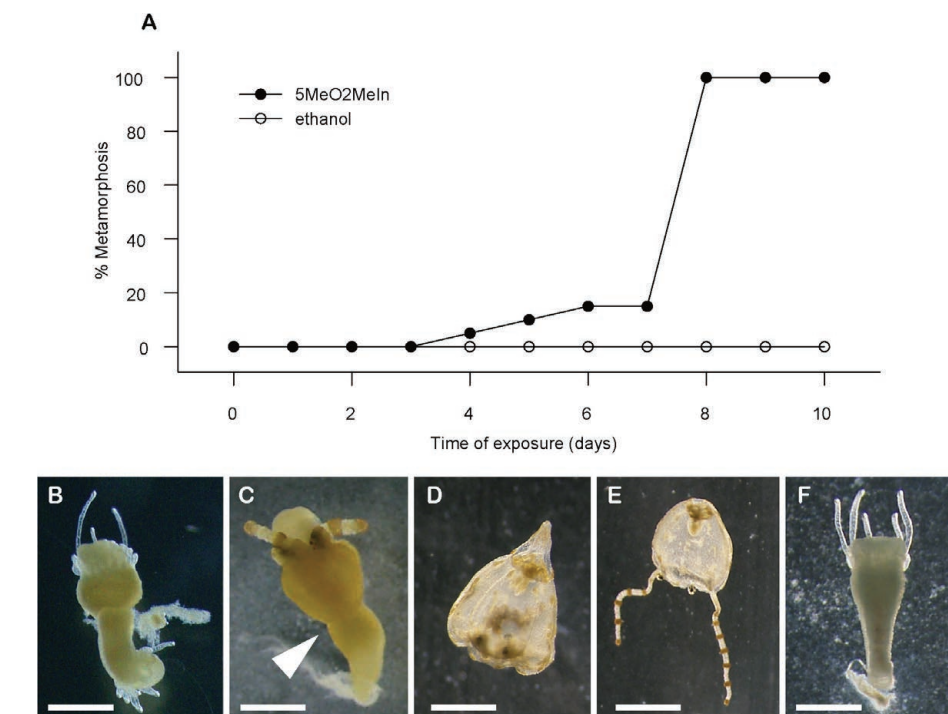 A
100
80
60
40
20
0
% Metamorphosis
5MeO2MeIn
ethanol
0 2 4 6 8 10
Time of exposure (days)
B C D E F